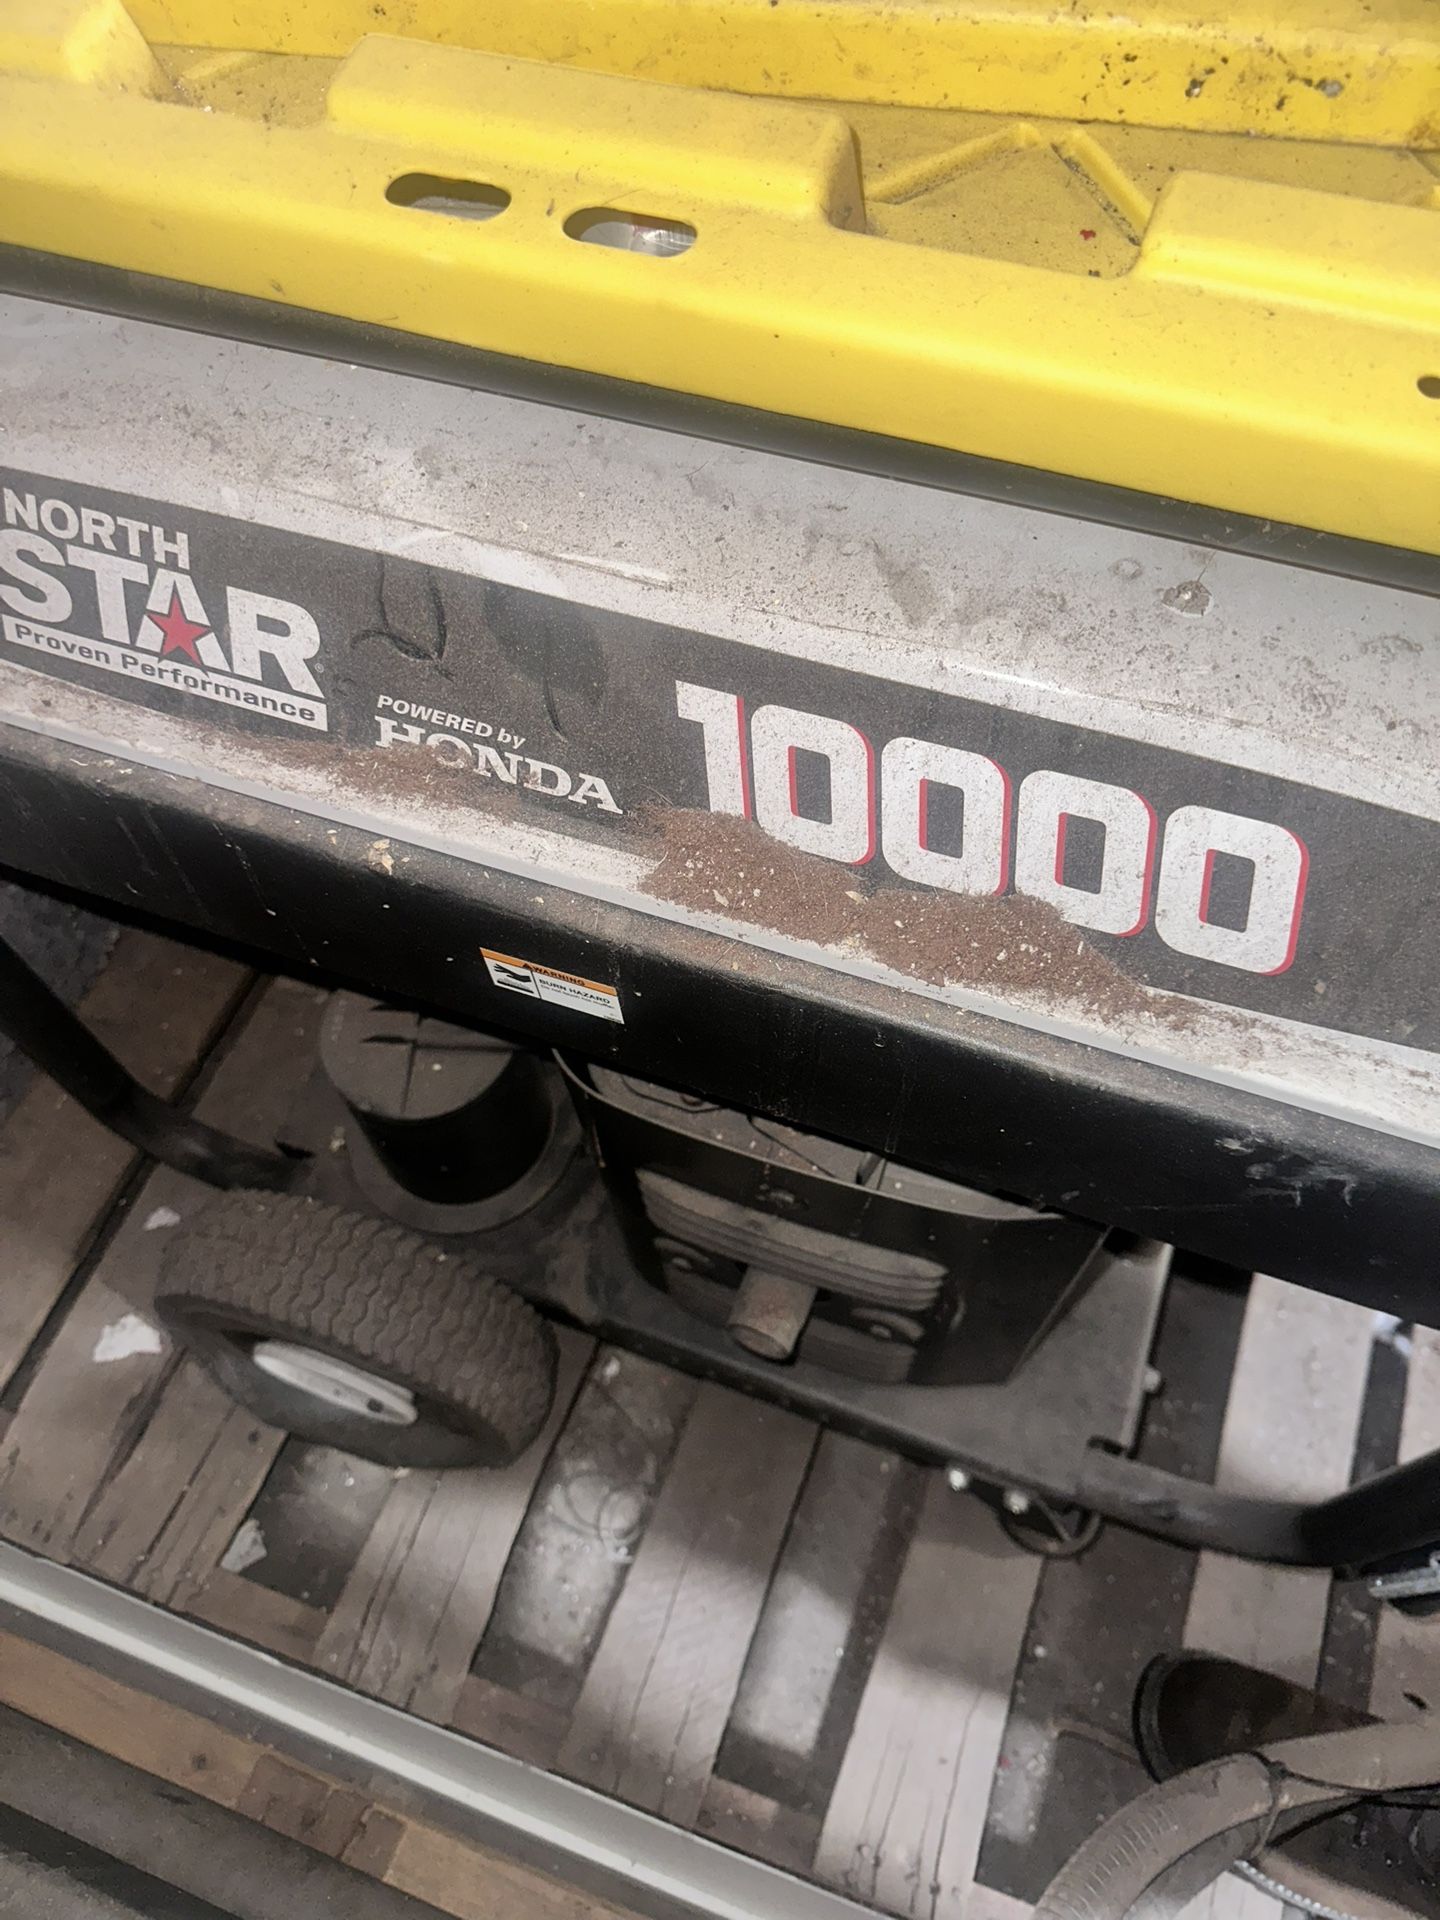 NORTH
STAR
Proven Performance
POWERED by
HONDA
10000
WARNING
BURN HAZARD